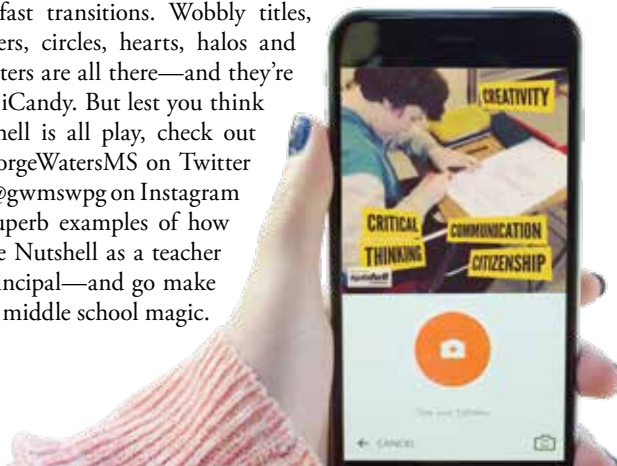 fast transitions. Wobbly titles,
ers, circles, hearts, halos and
ters are all there—and they're
iCandy. But lest you think
hell is all play, check out
orgeWatersMS on Twitter
@gwmswpg on Instagram
uperb examples of how
e Nutshell as a teacher
incipal—and go make
middle school magic.
CREATIVITY
CRITICAL
THINKING
COMMUNICATION
CITIZENSHIP
CANCEL